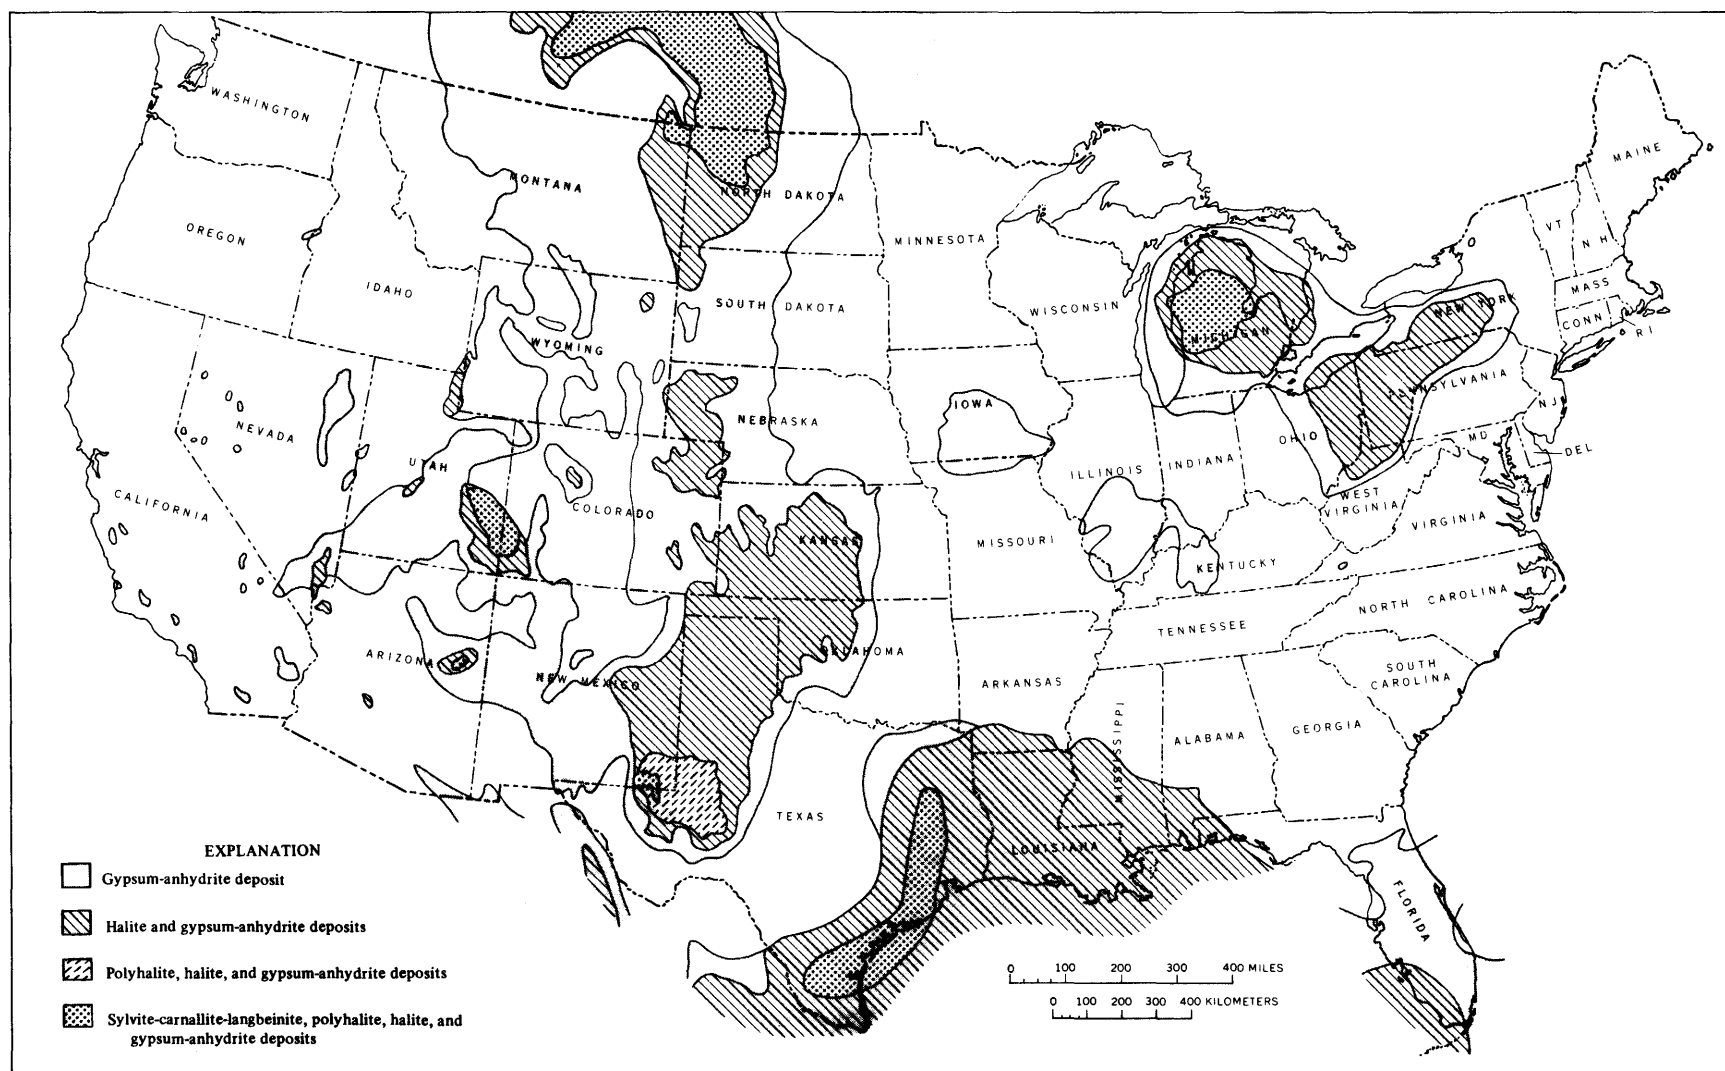 MAINE
WASHINGTON
MONTANA
NORTH DAKOTA
OREGON
MINNESOTA
VT
N H
IDAHO
MASS
SOUTH DAKOTA
WISCONSIN
NEW YORK
CONN
RI
WYOMING
MICHIGAN
PENNSYLVANIA
NJ
IOWA
NEBRASKA
NEVADA
OHIO
MD
DEL
UTAH
ILLINOIS
INDIANA
CALIFORNIA
COLORADO
WEST
VIRGINIA
VIRGINIA
KANSAS
MISSOURI
KENTUCKY
NORTH CAROLINA
TENNESSEE
ARIZONA
OKLAHOMA
NEW MEXICO
ARKANSAS
SOUTH
CAROLINA
MISSISSIPPI
ALABAMA
GEORGIA
TEXAS
LOUISIANA
FLORIDA
EXPLANATION
Gypsum-anhydrite deposit
Halite and gypsum-anhydrite deposits
Polyhalite, halite, and gypsum-anhydrite deposits
Sylvite-carnallite-langbeinite, polyhalite, halite, and
gypsum-anhydrite deposits
0 100 200 300 400 MILES
0 100 200 300 400 KILOMETERS